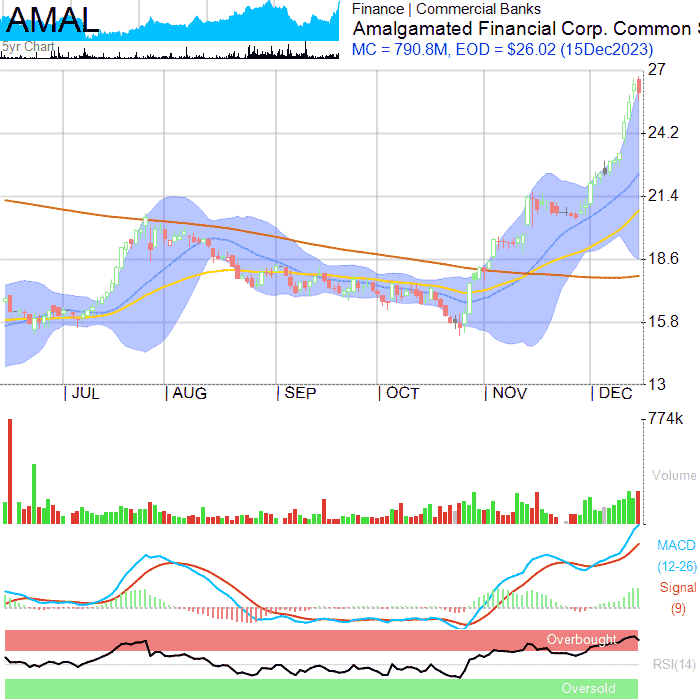 AMAL
5yr Chart
Finance | Commercial Banks
Amalgamated Financial Corp. Common S
MC = 790.8M, EOD = $26.02 (15Dec2023)
27
24.2
21.4
18.6
15.8
13
JUL AUG SEP OCT NOV DEC
774k
Volume
MACD
(12-26)
Signal
(9)
Overbought
RSI(14)
Oversold